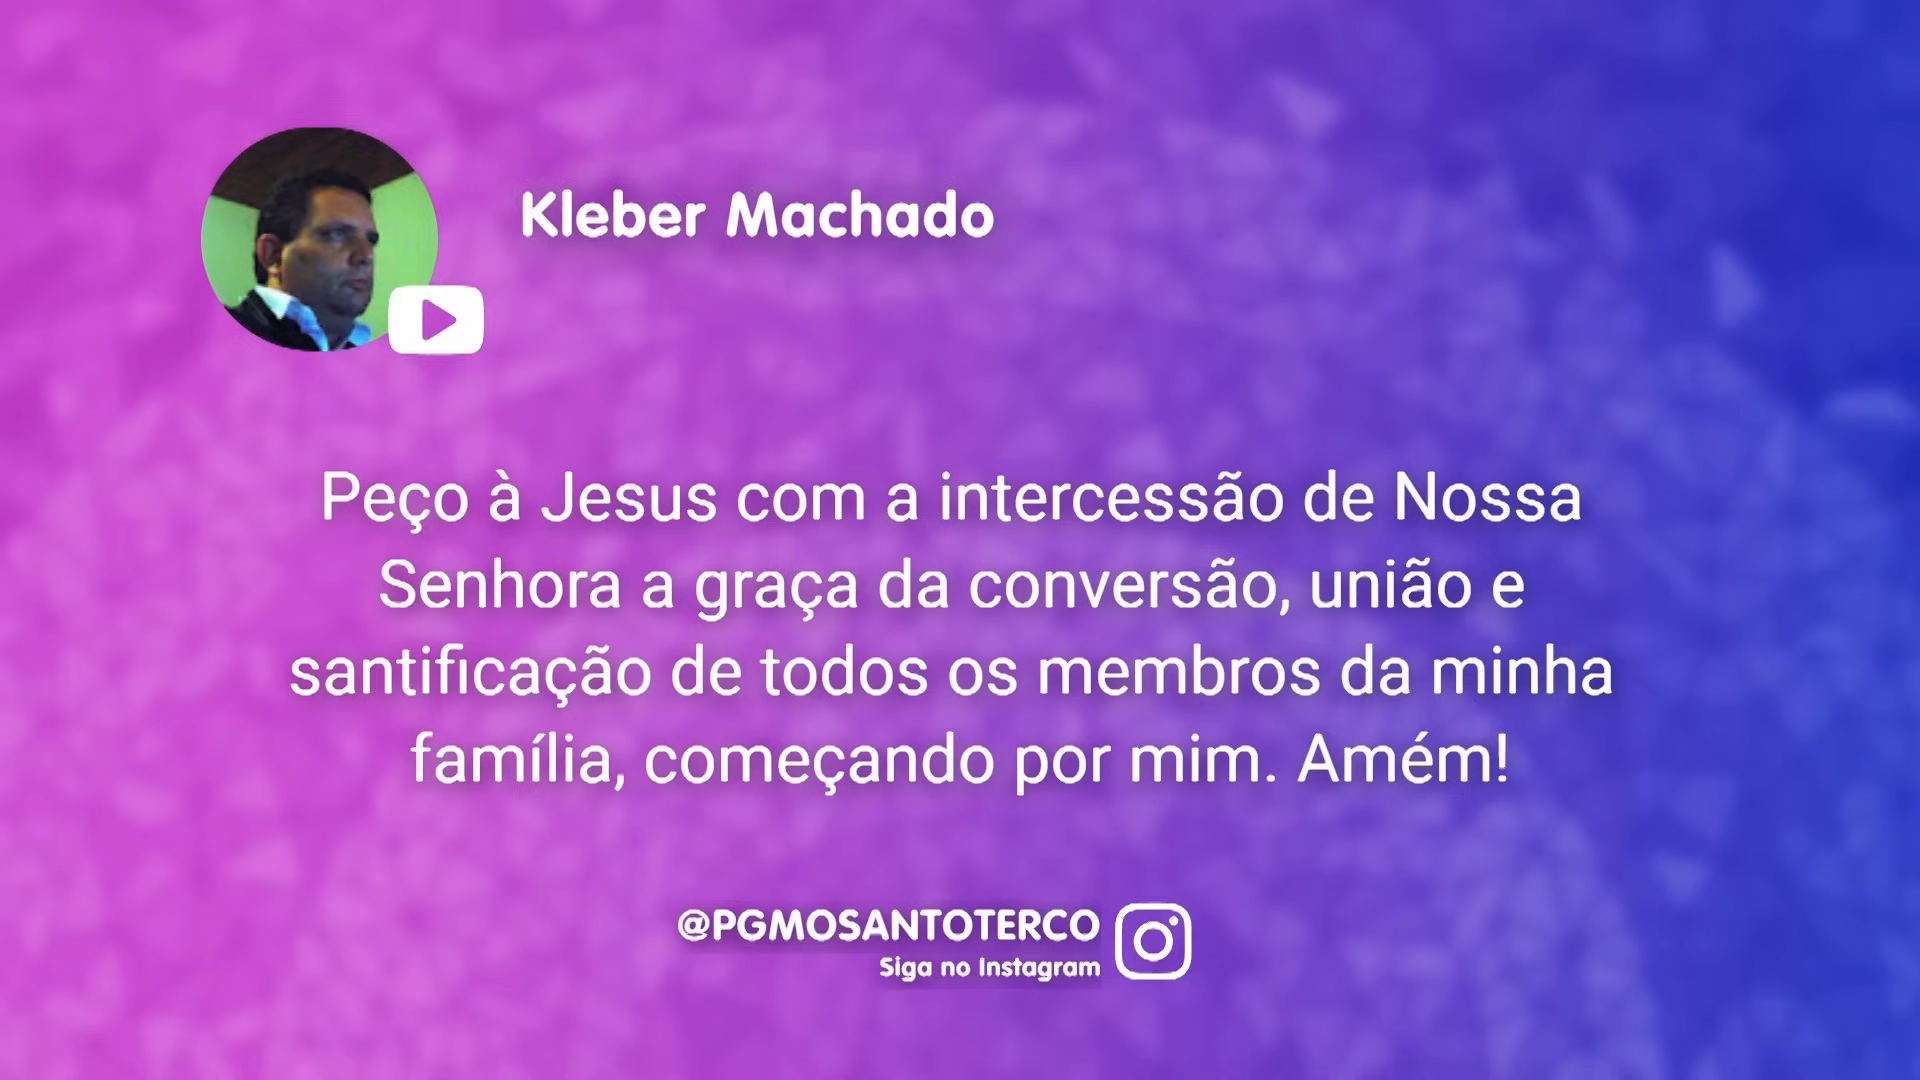 Kleber Machado
Peço à Jesus com a intercessão de Nossa
Senhora a graça da conversão, união e
santificação de todos os membros da minha
família, começando por mim. Amém!
@PGMOSANTOTERCO
Siga no Instagram